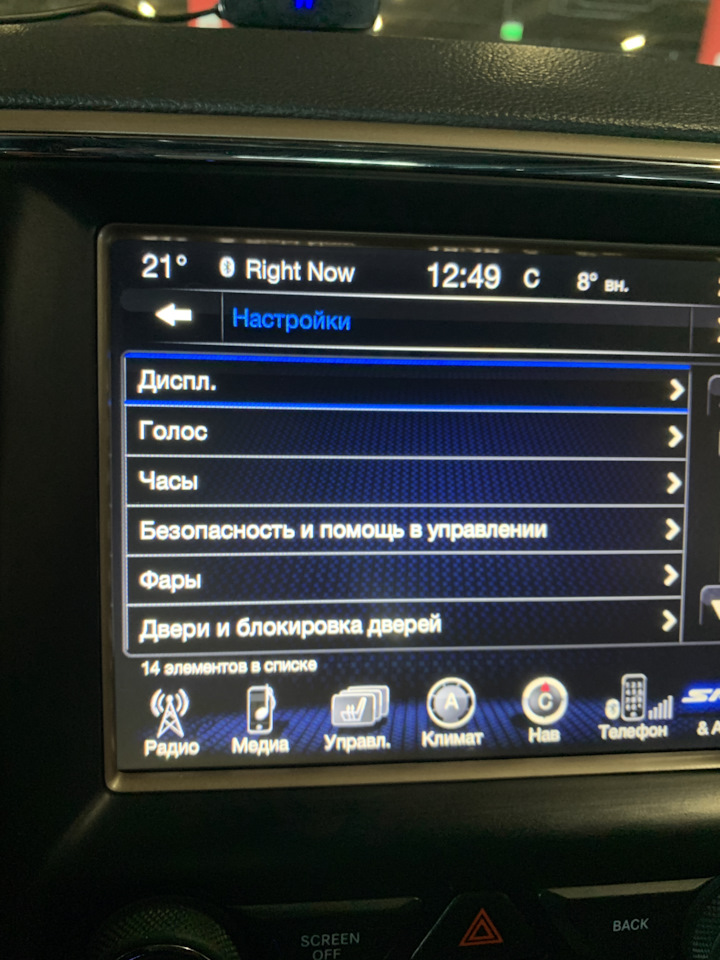 21° Right Now 12:49 С 8° вн.
Настройки
Диспл.
Голос
Часы
Безопасность и помощь в управлении
Фары
Двери и блокировка дверей
14 элементов в списке
Радио Медиа Управл. Климат Нав Телефон
A C
SCREEN
OFF
BACK